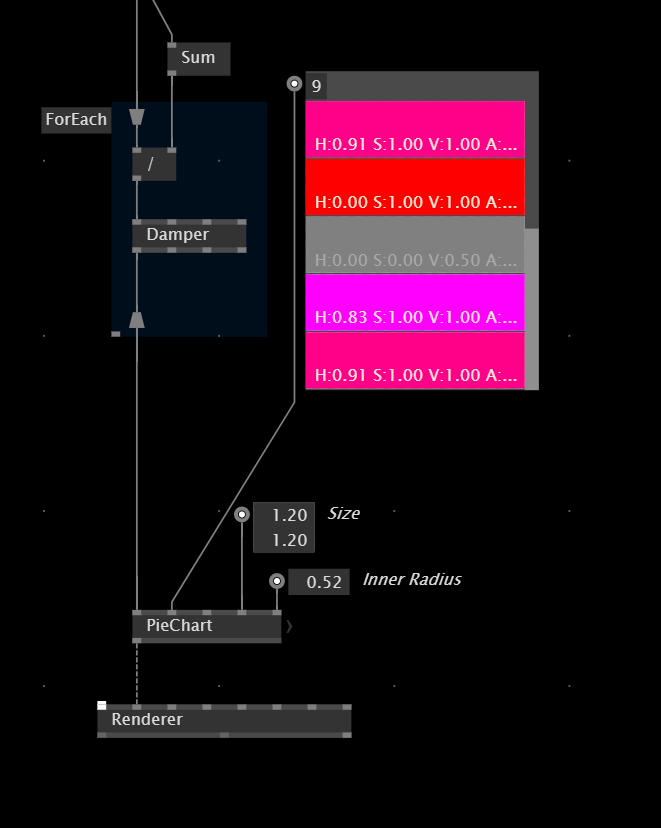 Sum
ForEach
/
Damper
9
H:0.91 S:1.00 V:1.00 A:...
H:0.00 S:1.00 V:1.00 A:...
H:0.00 S:0.00 V:0.50 A:...
H:0.83 S:1.00 V:1.00 A:...
H:0.91 S:1.00 V:1.00 A:...
1.20 Size
1.20
0.52 Inner Radius
PieChart
Renderer